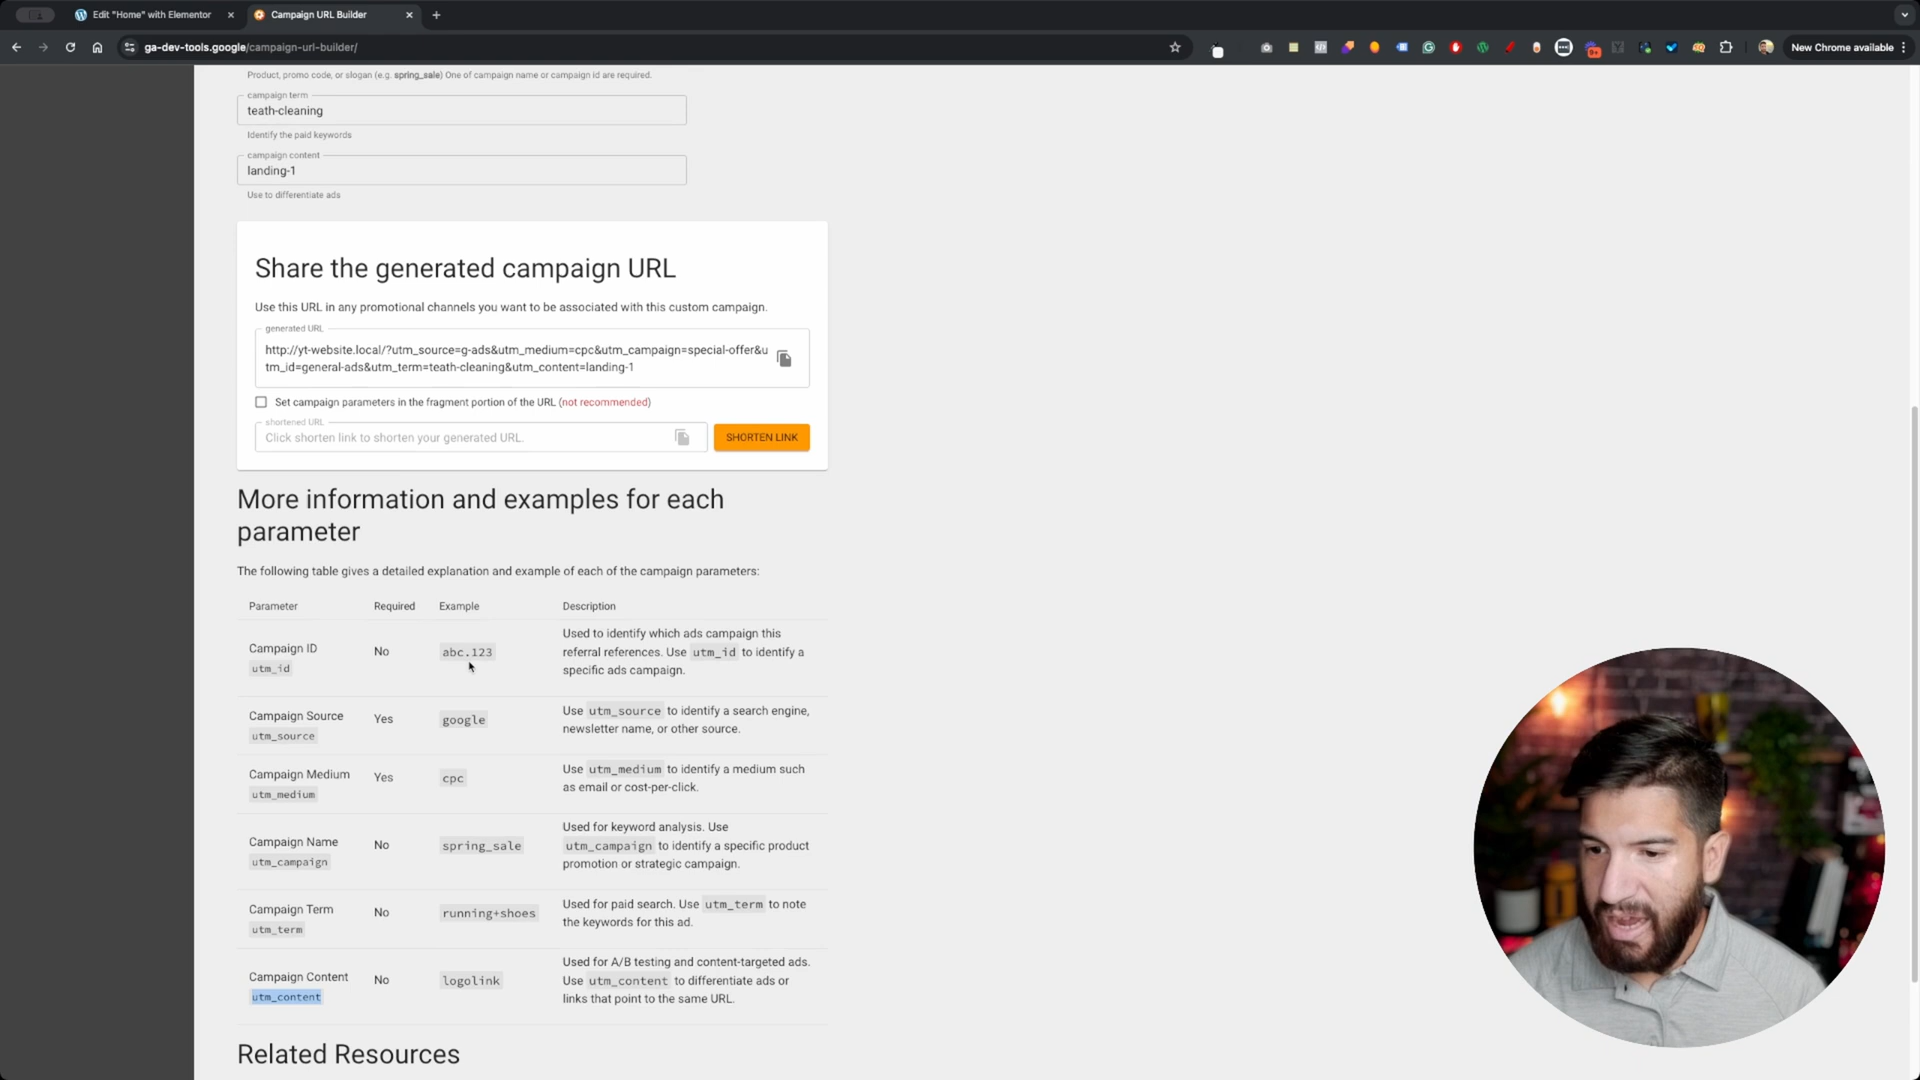 Edit "Home" with Elementor
Campaign URL Builder
ga-dev-tools.google/campaign-url-builder/
New Chrome available
Product, promo code, or slogan (e.g. spring_sale) One of campaign name or campaign id are required.
campaign term
teath-cleaning
Identify the paid keywords
campaign content
landing-1
Use to differentiate ads
Share the generated campaign URL
Use this URL in any promotional channels you want to be associated with this custom campaign.
generated URL
http://yt-website.local/?utm_source=g-ads&utm_medium=cpc&utm_campaign=special-offer&u
tm_id=general-ads&utm_term=teath-cleaning&utm_content=landing-1
Set campaign parameters in the fragment portion of the URL (not recommended)
shortened URL
Click shorten link to shorten your generated URL.
SHORTEN LINK
More information and examples for each
parameter
The following table gives a detailed explanation and example of each of the campaign parameters:
Parameter Required Example Description
Campaign ID
utm_id
No
abc.123
Used to identify which ads campaign this
referral references. Use utm_id to identify a
specific ads campaign.
Campaign Source
utm_source
Yes
google
Use utm_source to identify a search engine,
newsletter name, or other source.
Campaign Medium
utm_medium
Yes
cpc
Use utm_medium to identify a medium such
as email or cost-per-click.
Campaign Name
utm_campaign
No
spring_sale
Used for keyword analysis. Use
utm_campaign to identify a specific product
promotion or strategic campaign.
Campaign Term
utm_term
No
running+shoes
Used for paid search. Use utm_term to note
the keywords for this ad.
Campaign Content
utm_content
No
logolink
Used for A/B testing and content-targeted ads.
Use utm_content to differentiate ads or
links that point to the same URL.
Related Resources